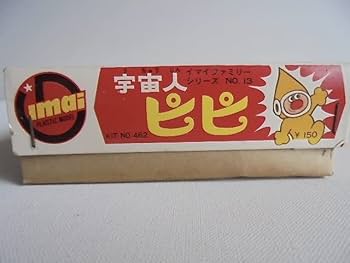 imai
PLASTIC MODEL
イマイファミリー
シリーズ NO.13
宇宙人
ピピ
KIT NO.462
¥150